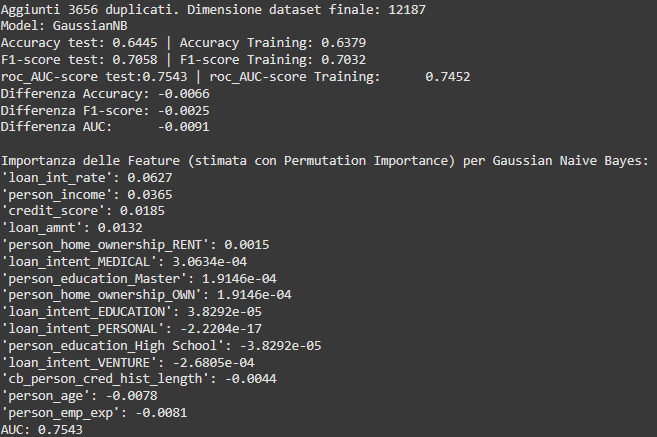 Aggiunti 3656 duplicati. Dimensione dataset finale: 12187
Model: GaussianNB
Accuracy test: 0.6445 | Accuracy Training: 0.6379
F1-score test: 0.7058 | F1-score Training: 0.7032
roc_AUC-score test:0.7543 | roc_AUC-score Training:      0.7452
Differenza Accuracy: -0.0066
Differenza F1-score: -0.0025
Differenza AUC:      -0.0091
Importanza delle Feature (stimata con Permutation Importance) per Gaussian Naive Bayes:
'loan_int_rate': 0.0627
'person_income': 0.0365
'credit_score': 0.0185
'loan_amnt': 0.0132
'person_home_ownership_RENT': 0.0015
'loan_intent_MEDICAL': 3.0634e-04
'person_education_Master': 1.9146e-04
'person_home_ownership_OWN': 1.9146e-04
'loan_intent_EDUCATION': 3.8292e-05
'loan_intent_PERSONAL': -2.2204e-17
'person_education_High School': -3.8292e-05
'loan_intent_VENTURE': -2.6805e-04
'cb_person_cred_hist_length': -0.0044
'person_age': -0.0078
'person_emp_exp': -0.0081
AUC: 0.7543